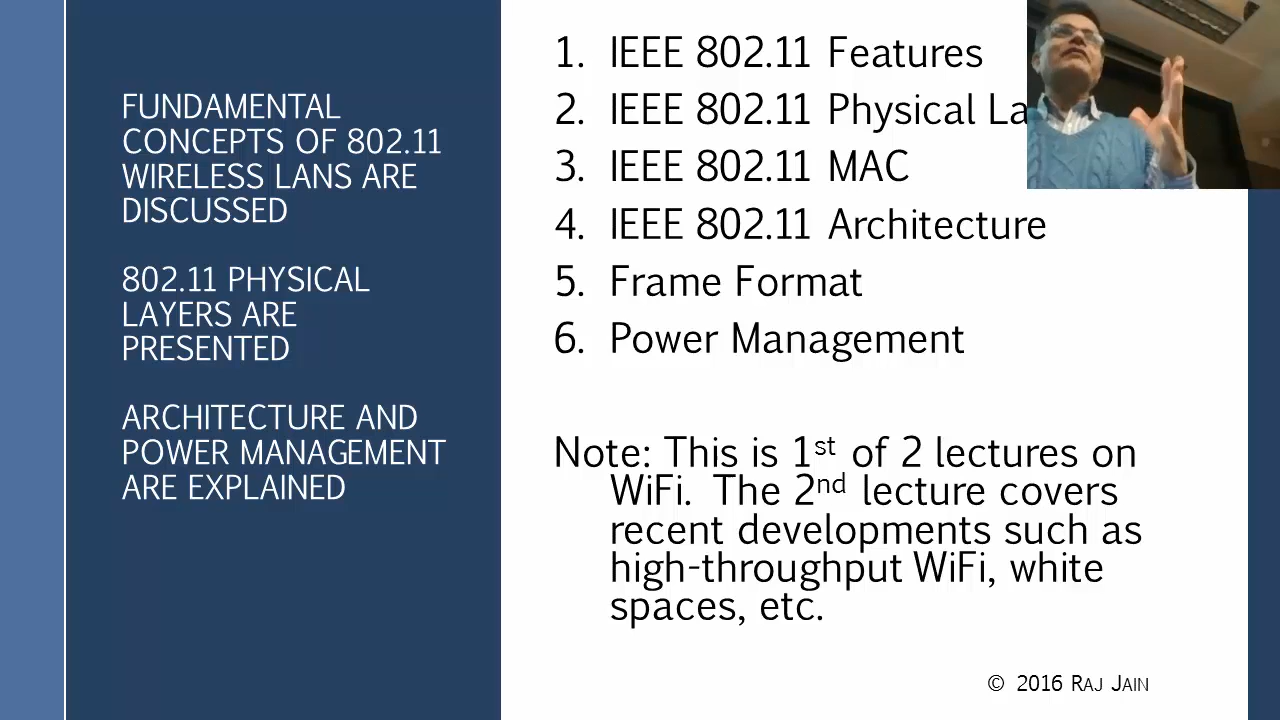 FUNDAMENTAL
CONCEPTS OF 802.11
WIRELESS LANS ARE
DISCUSSED
802.11 PHYSICAL
LAYERS ARE
PRESENTED
ARCHITECTURE AND
POWER MANAGEMENT
ARE EXPLAINED
1. IEEE 802.11 Features
2. IEEE 802.11 Physical
3. IEEE 802.11 MAC
4. IEEE 802.11 Architecture
5. Frame Format
6. Power Management
Note: This is 1st of 2 lectures on
WiFi. The 2nd lecture covers
recent developments such as
high-throughput WiFi, white
spaces, etc.
© 2016 RAJ JAIN